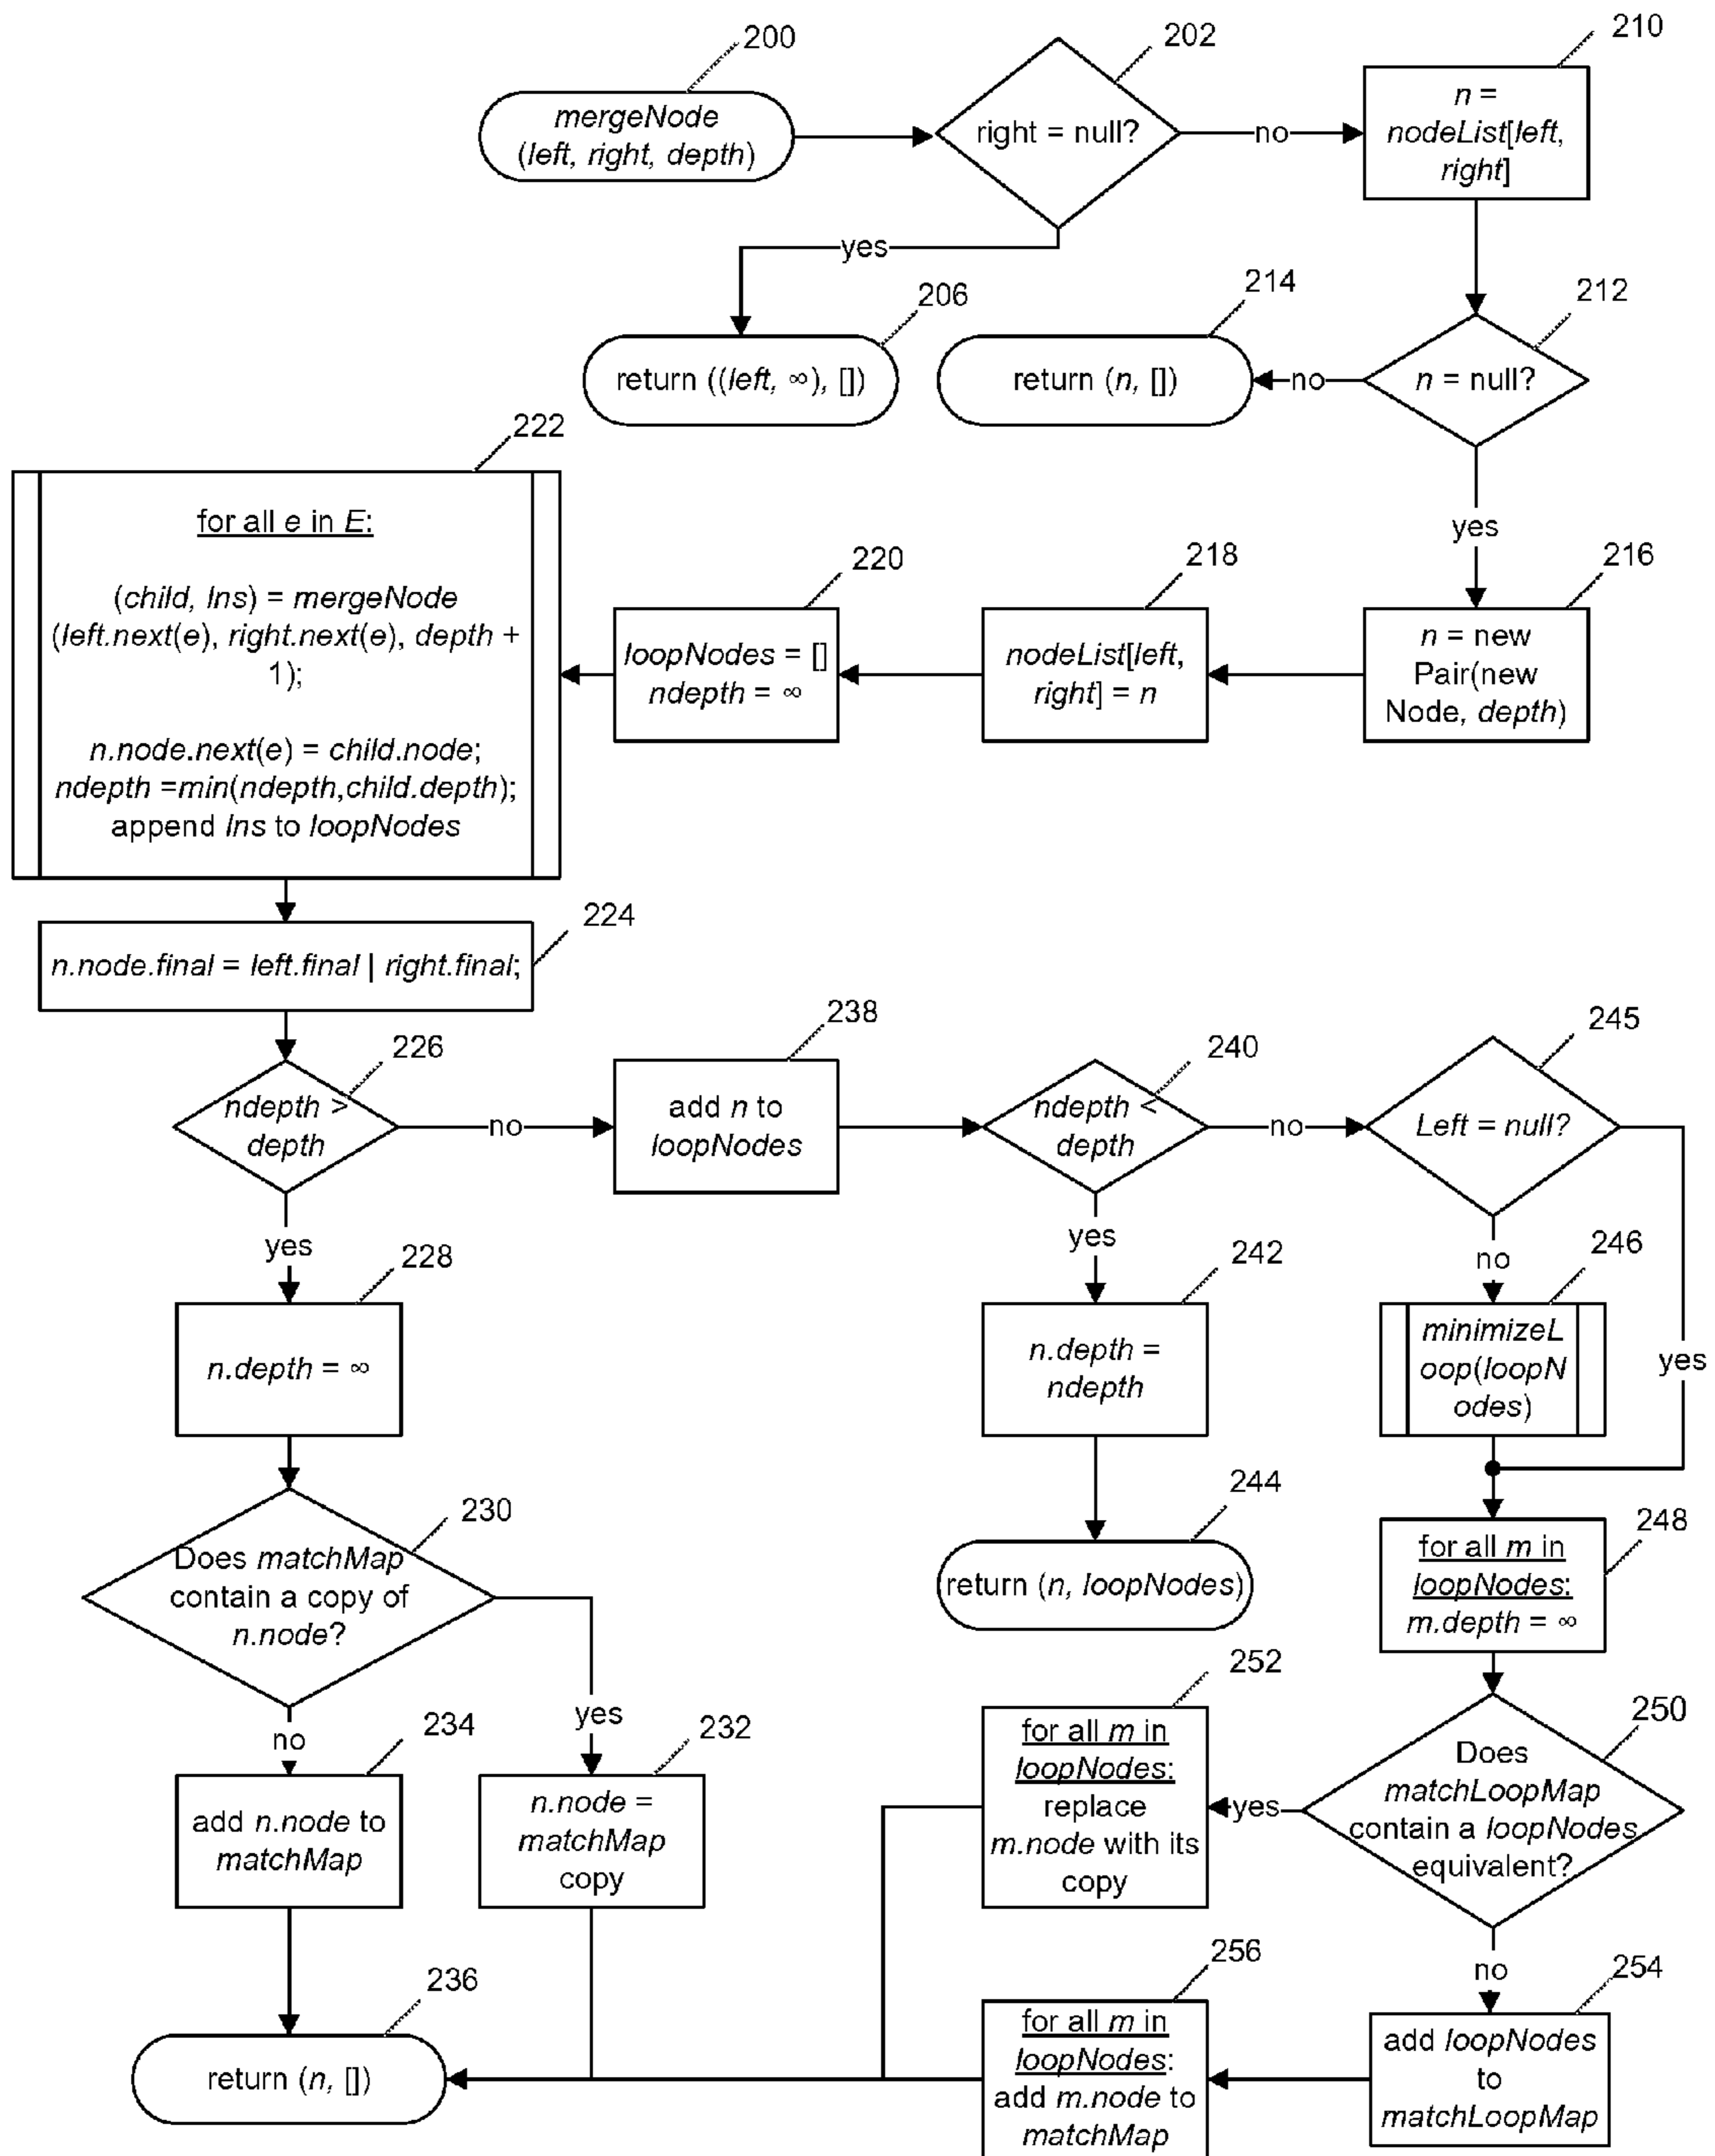 200
mergeNode
(left, right, depth)
202
right = null?
no
210
n =
nodeList[left,
right]
yes
206
return ((left, ∞), [])
214
return (n, [])
no
212
n = null?
yes
222
for all e in E:
(child, lns) = mergeNode
(left.next(e), right.next(e), depth +
1);
n.node.next(e) = child.node;
ndepth =min(ndepth,child.depth);
append lns to loopNodes
220
loopNodes = []
ndepth = ∞
218
nodeList[left,
right] = n
216
n = new
Pair(new
Node, depth)
224
n.node.final = left.final | right.final;
226
ndepth >
depth
no
238
add n to
loopNodes
240
ndepth <
depth
no
245
Left = null?
yes
228
n.depth = ∞
yes
242
n.depth =
ndepth
no
246
minimizeL
oop(loopN
odes)
yes
230
Does matchMap
contain a copy of
n.node?
244
return (n, loopNodes)
248
for all m in
loopNodes:
m.depth = ∞
no
234
add n.node to
matchMap
yes
232
n.node =
matchMap
copy
252
for all m in
loopNodes:
replace
m.node with its
copy
yes
250
Does
matchLoopMap
contain a loopNodes
equivalent?
no
236
return (n, [])
256
for all m in
loopNodes:
add m.node to
matchMap
254
add loopNodes
to
matchLoopMap